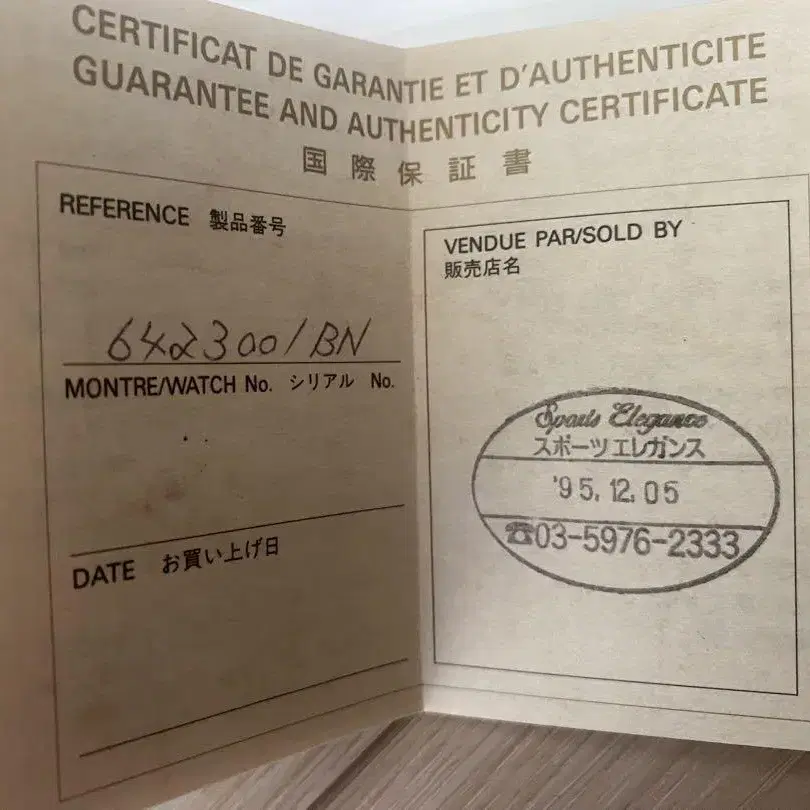 CERTIFICAT DE GARANTIE ET D'AUTHENTICITE
GUARANTEE AND AUTHENTICITY CERTIFICATE
国際保証書
REFERENCE 製品番号
642300/BN
MONTRE/WATCH No. シリアル No.
DATE お買い上げ日
VENDUE PAR/SOLD BY
販売店名
Sports Elegance
スポーツエレガンス
'95.12.05
☎03-5976-2333